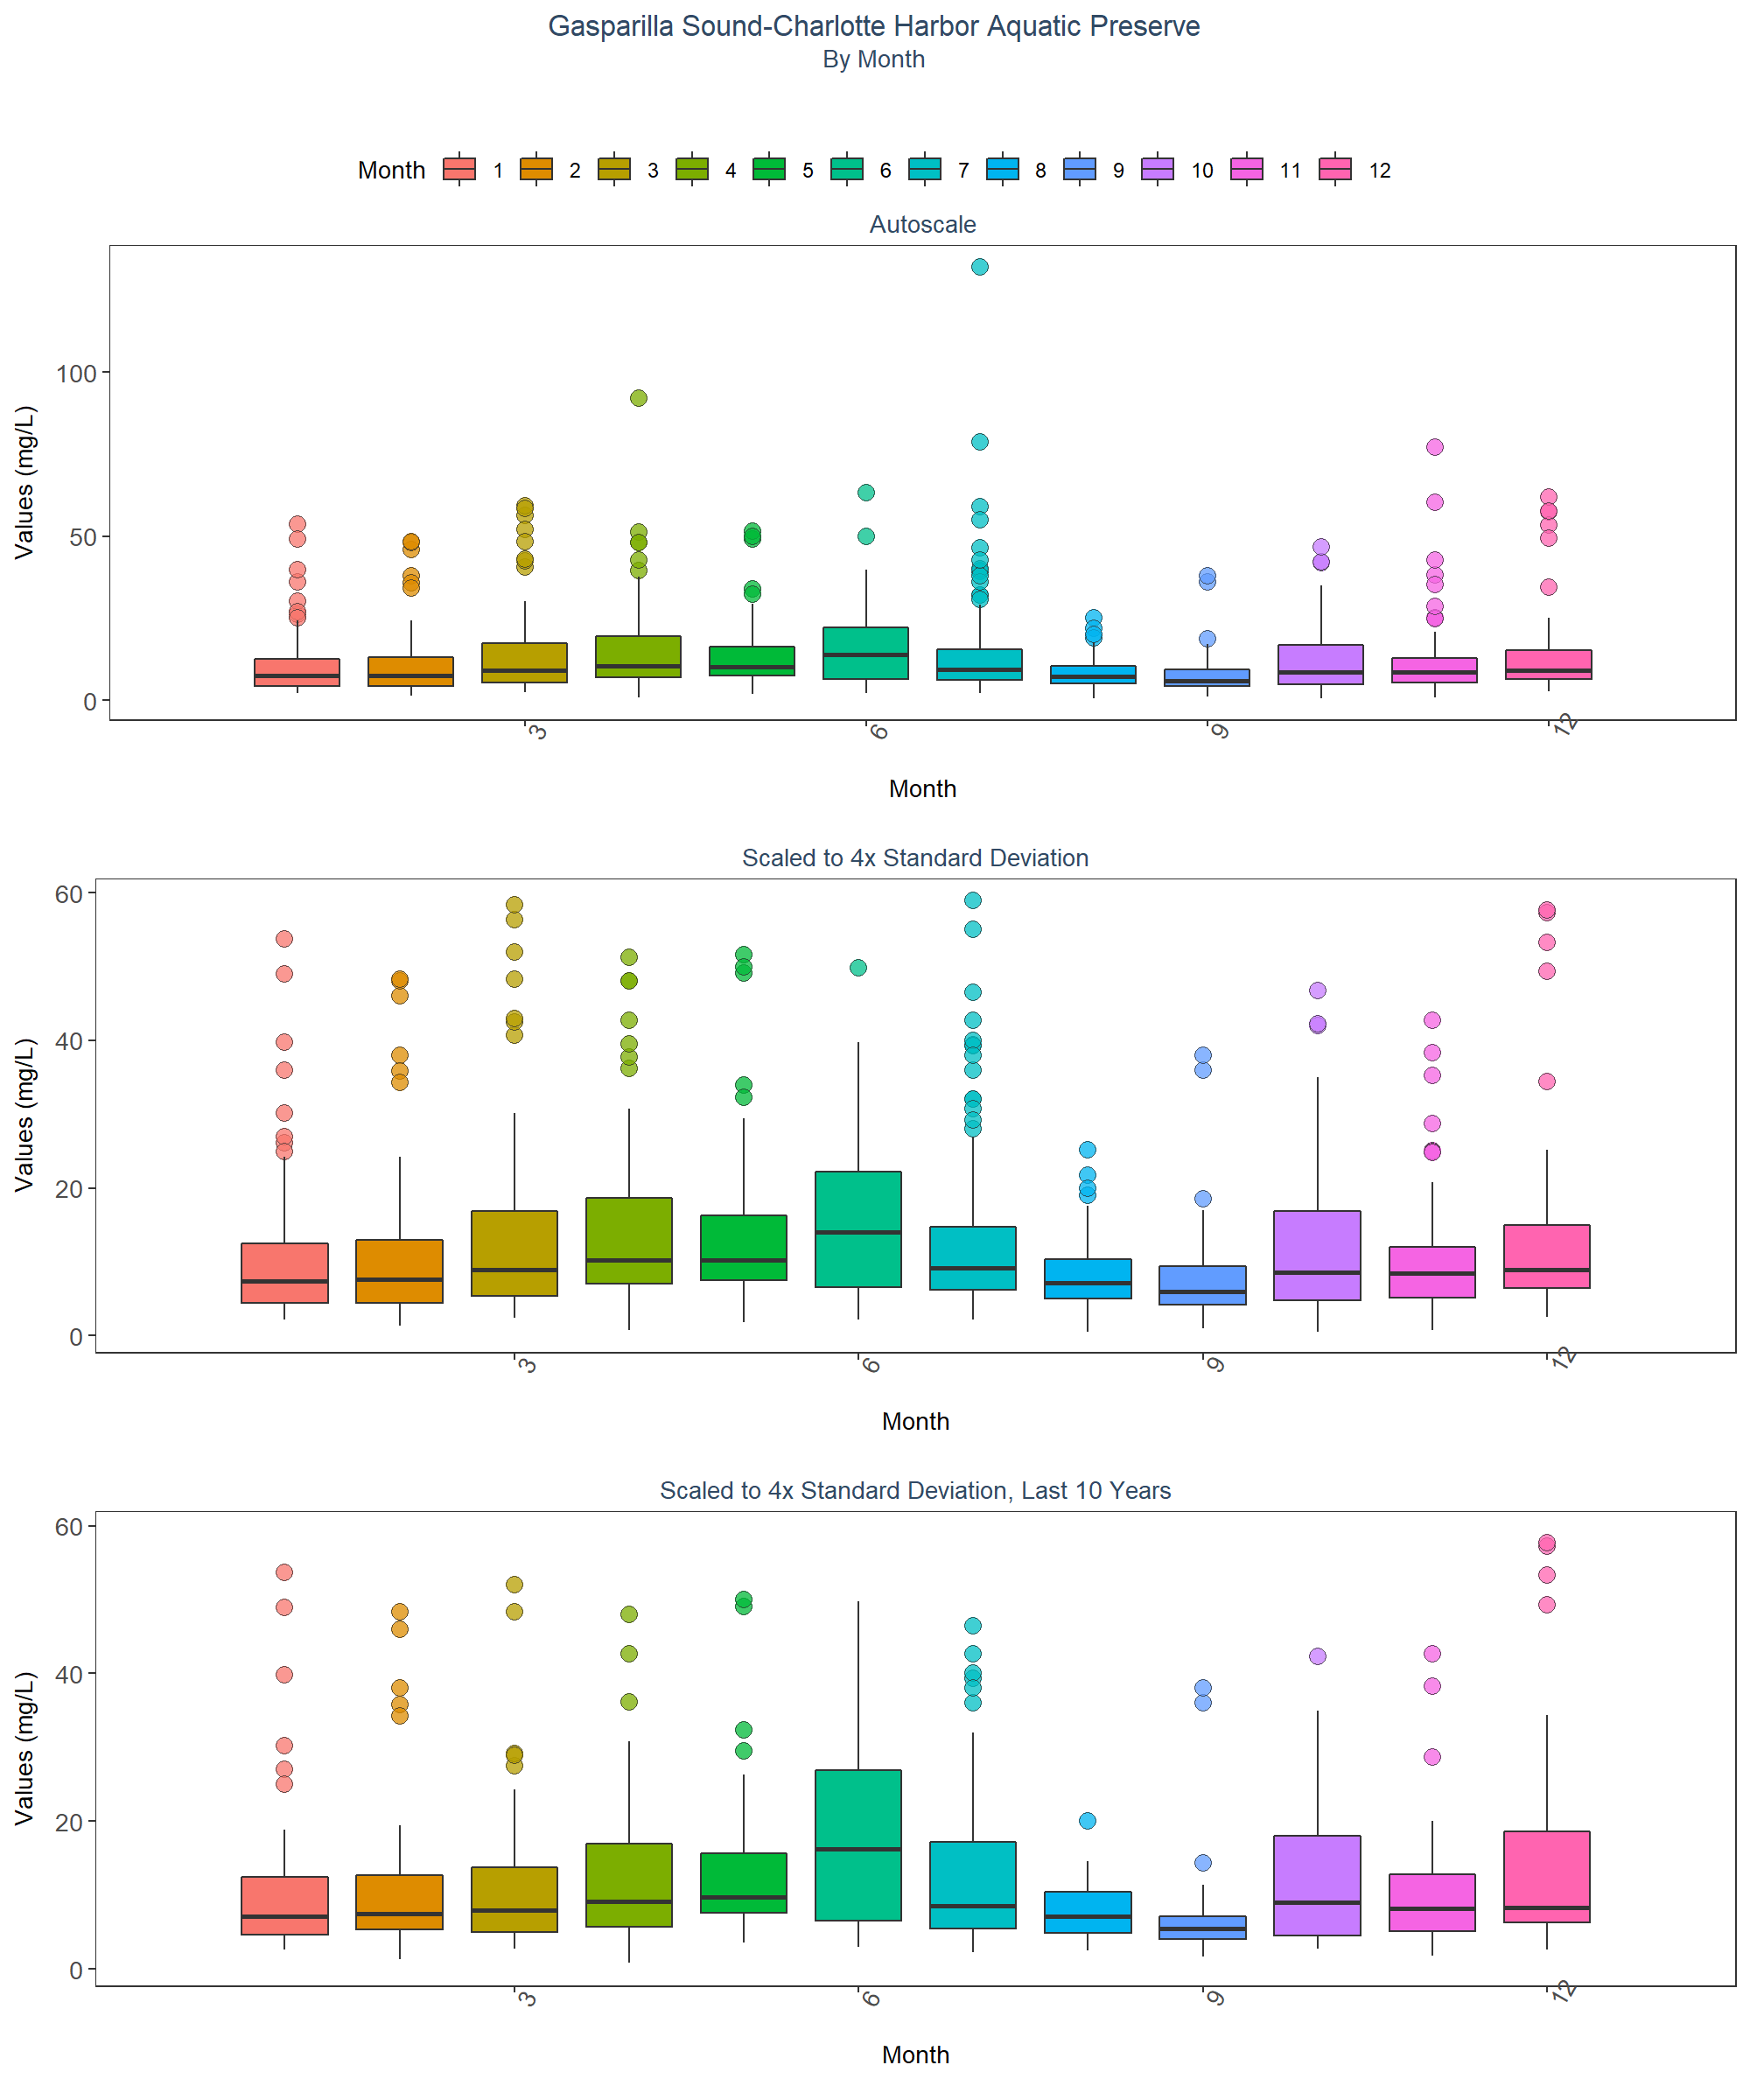 Gasparilla Sound-Charlotte Harbor Aquatic Preserve
By Month
Month 1 2 3 4 5 6 7 8 9 10 11 12
Autoscale
Values (mg/L)
100
50
0
3 6 9 12
Month
Scaled to 4x Standard Deviation
Values (mg/L)
60
40
20
0
3 6 9 12
Month
Scaled to 4x Standard Deviation, Last 10 Years
Values (mg/L)
60
40
20
0
3 6 9 12
Month